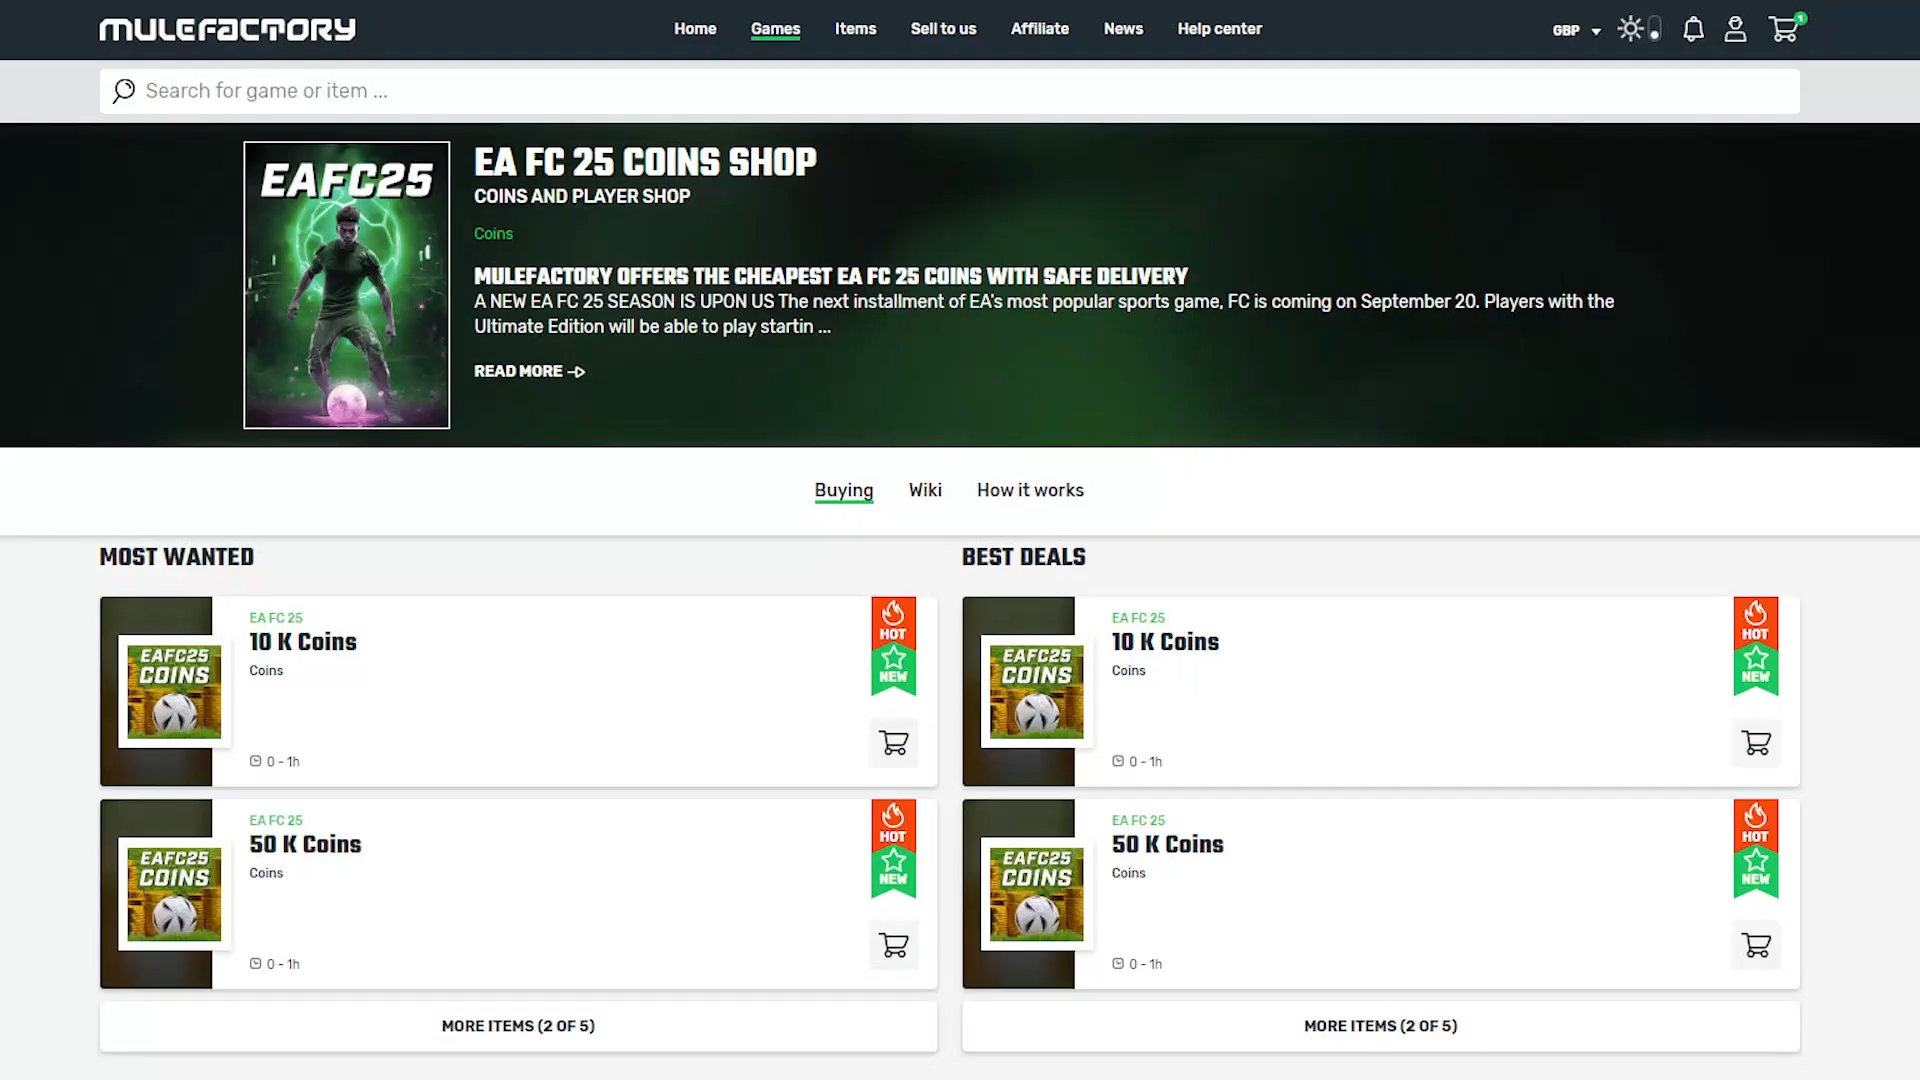 MULEFACTORY
Home Games Items Sell to us Affiliate News Help center
GBP
1
Search for game or item ...
EAFC25
EA FC 25 COINS SHOP
COINS AND PLAYER SHOP
Coins
MULEFACTORY OFFERS THE CHEAPEST EA FC 25 COINS WITH SAFE DELIVERY
A NEW EA FC 25 SEASON IS UPON US The next installment of EA's most popular sports game, FC is coming on September 20. Players with the
Ultimate Edition will be able to play startin ...
READ MORE
Buying Wiki How it works
MOST WANTED
EAFC25
COINS
EA FC 25
10 K Coins
Coins
0 - 1h
HOT
NEW
EAFC25
COINS
EA FC 25
50 K Coins
Coins
0 - 1h
HOT
NEW
MORE ITEMS (2 OF 5)
BEST DEALS
EAFC25
COINS
EA FC 25
10 K Coins
Coins
0 - 1h
HOT
NEW
EAFC25
COINS
EA FC 25
50 K Coins
Coins
0 - 1h
HOT
NEW
MORE ITEMS (2 OF 5)